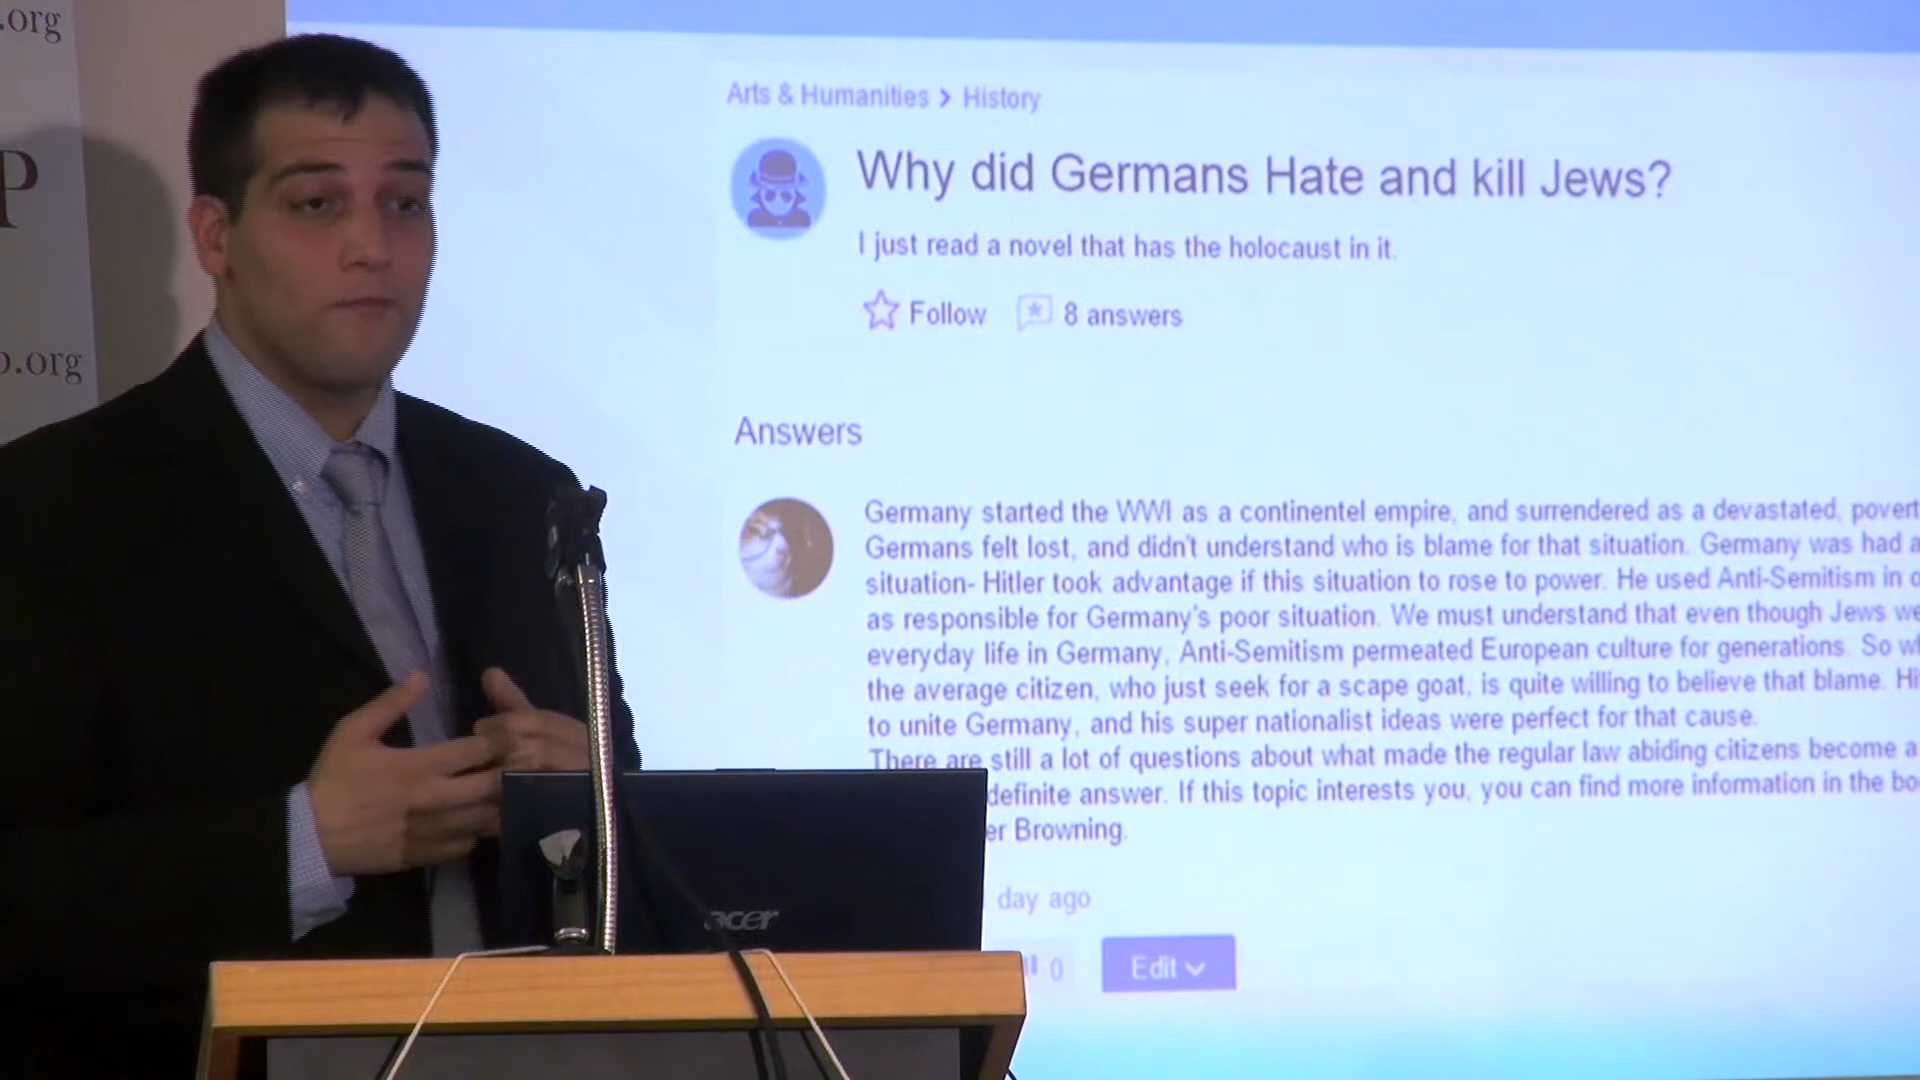 .org
P
.org
Arts & Humanities > History
Why did Germans Hate and kill Jews?
I just read a novel that has the holocaust in it.
Follow 8 answers
Answers
Germany started the WWI as a continentel empire, and surrendered as a devastated, povert
Germans felt lost, and didn't understand who is blame for that situation. Germany was had a
situation- Hitler took advantage if this situation to rose to power. He used Anti-Semitism in o
as responsible for Germany's poor situation. We must understand that even though Jews we
everyday life in Germany, Anti-Semitism permeated European culture for generations. So wh
the average citizen, who just seek for a scape goat, is quite willing to believe that blame. Hi
to unite Germany, and his super nationalist ideas were perfect for that cause.
There are still a lot of questions about what made the regular law abiding citizens become a
definite answer. If this topic interests you, you can find more information in the bo
er Browning.
day ago
0 Edit
acer